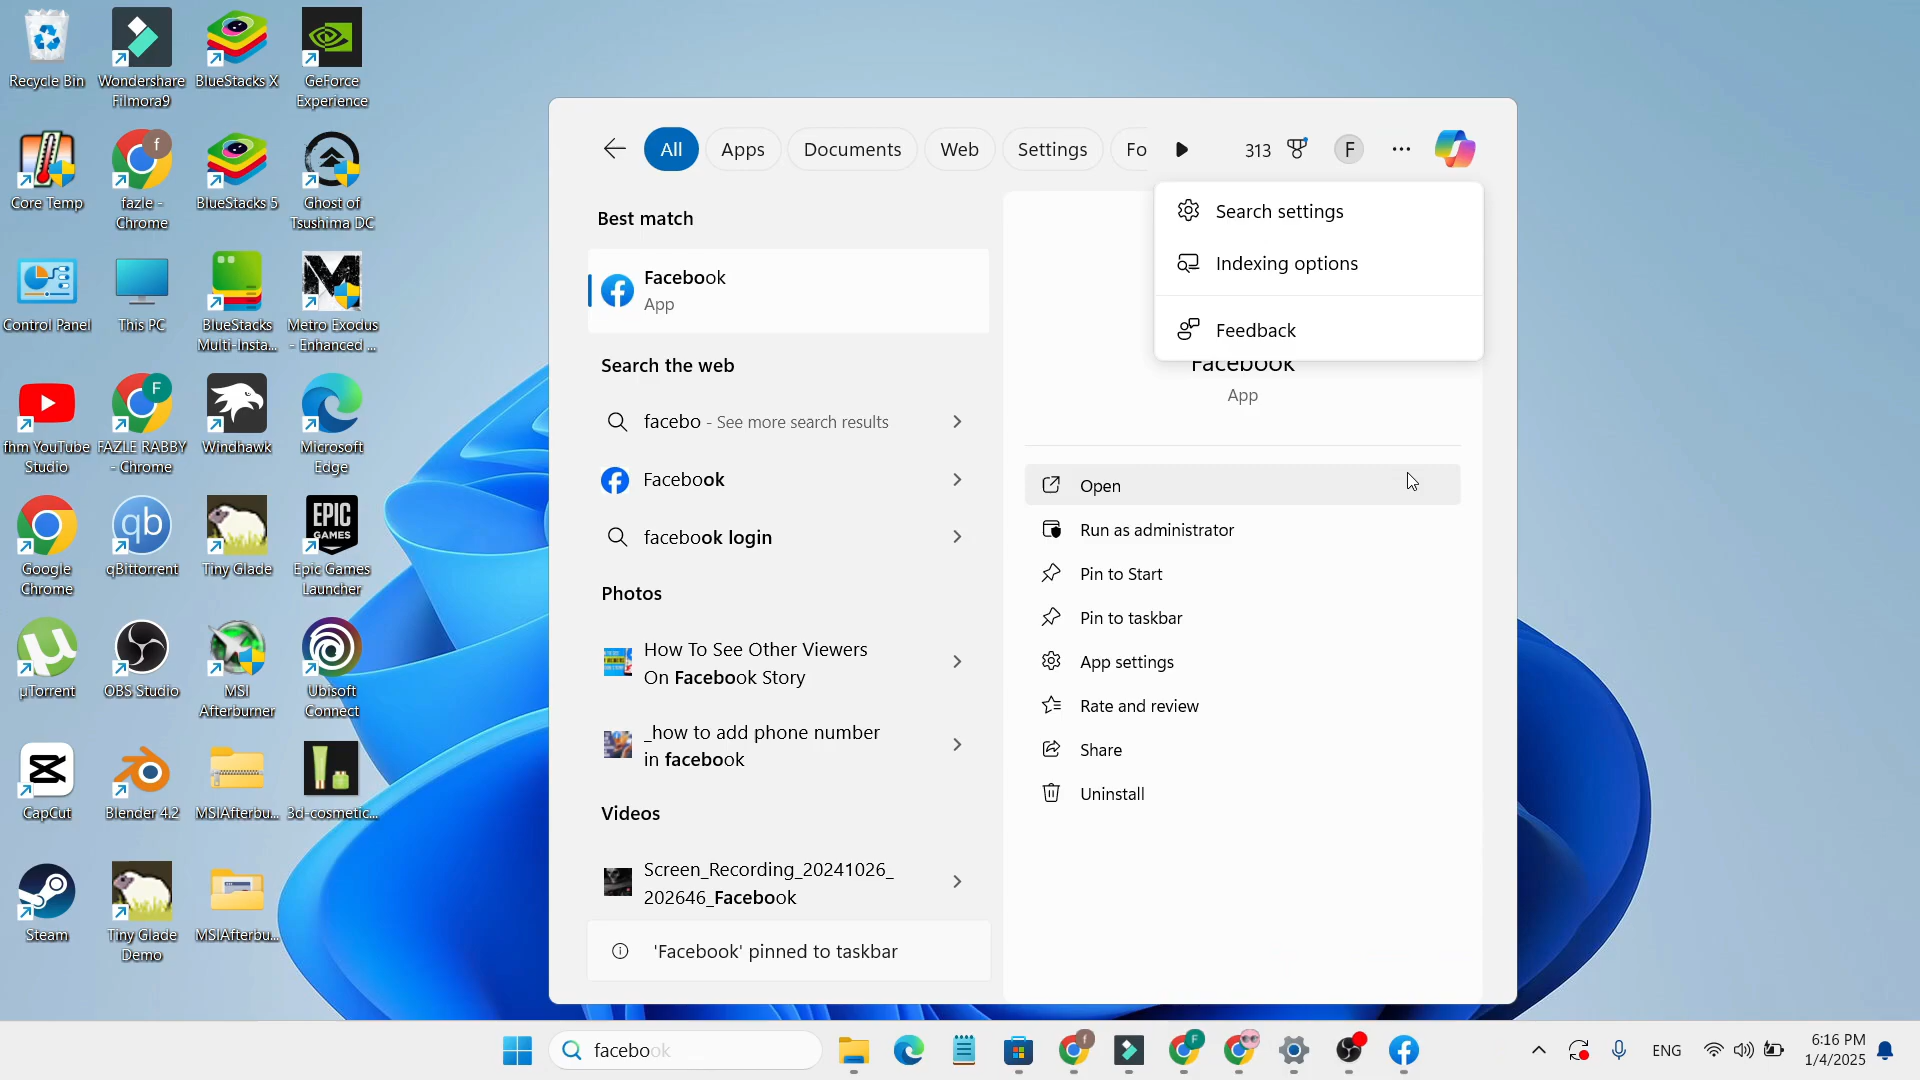 Recycle Bin
Wondershare
Filmora9
BlueStacks X
GeForce
Experience
Core Temp
f
fazle -
Chrome
BlueStacks 5
Ghost of
Tsushima DC
Control Panel
This PC
BlueStacks
Multi-Insta...
Metro Exodus
- Enhanced ...
fhm YouTube
Studio
F
FAZLE RABBY
- Chrome
Windhawk
Microsoft
Edge
Google
Chrome
qb
qBittorrent
Tiny Glade
EPIC
GAMES
Epic Games
Launcher
µTorrent
OBS Studio
MSI
Afterburner
Ubisoft
Connect
CapCut
Blender 4.2
MSIAfterbu...
3d-cosmetic...
Steam
Tiny Glade
Demo
MSIAfterbu...
All
Apps
Documents
Web
Settings
Fo
313
F
Best match
Facebook
App
Search the web
facebo - See more search results
Facebook
facebook login
Photos
How To See Other Viewers
On Facebook Story
_how to add phone number
in facebook
Videos
Screen_Recording_20241026_
202646_Facebook
'Facebook' pinned to taskbar
Search settings
Indexing options
Feedback
Facebook
App
Open
Run as administrator
Pin to Start
Pin to taskbar
App settings
Rate and review
Share
Uninstall
facebook
f
F
ENG
6:16 PM
1/4/2025